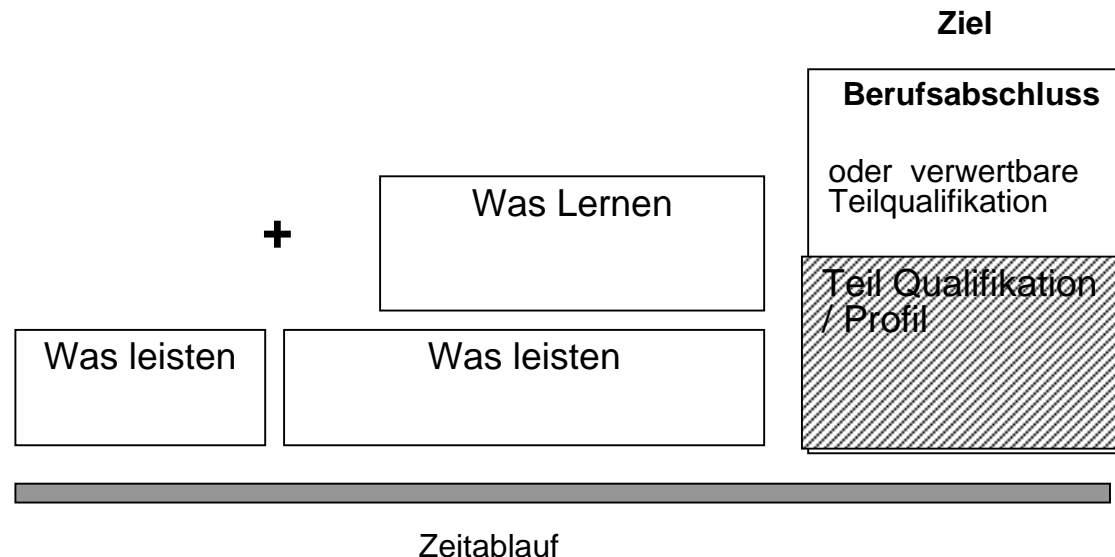 Ziel
Berufsabschluss
oder verwertbare
Teilqualifikation
Was Lernen
+
Teil Qualifikation
/ Profil
Was leisten
Was leisten
Zeitablauf